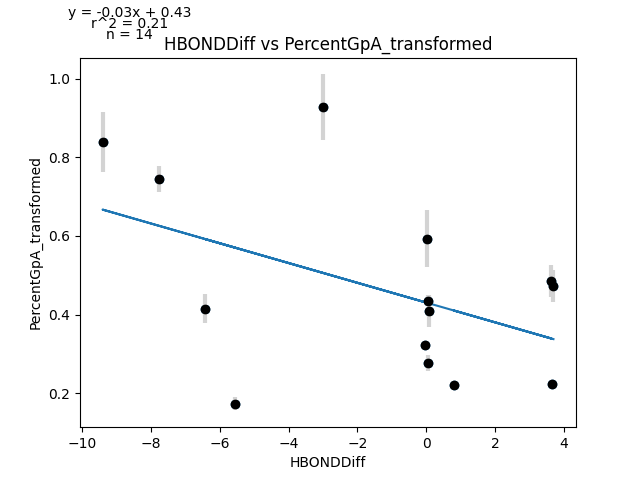 y = -0.03x + 0.43
r^2 = 0.21
n = 14
HBONDDiff vs PercentGpA_transformed
PercentGpA_transformed
1.0
0.8
0.6
0.4
0.2
−10
−8
−6
−4
−2
0
2
4
HBONDDiff